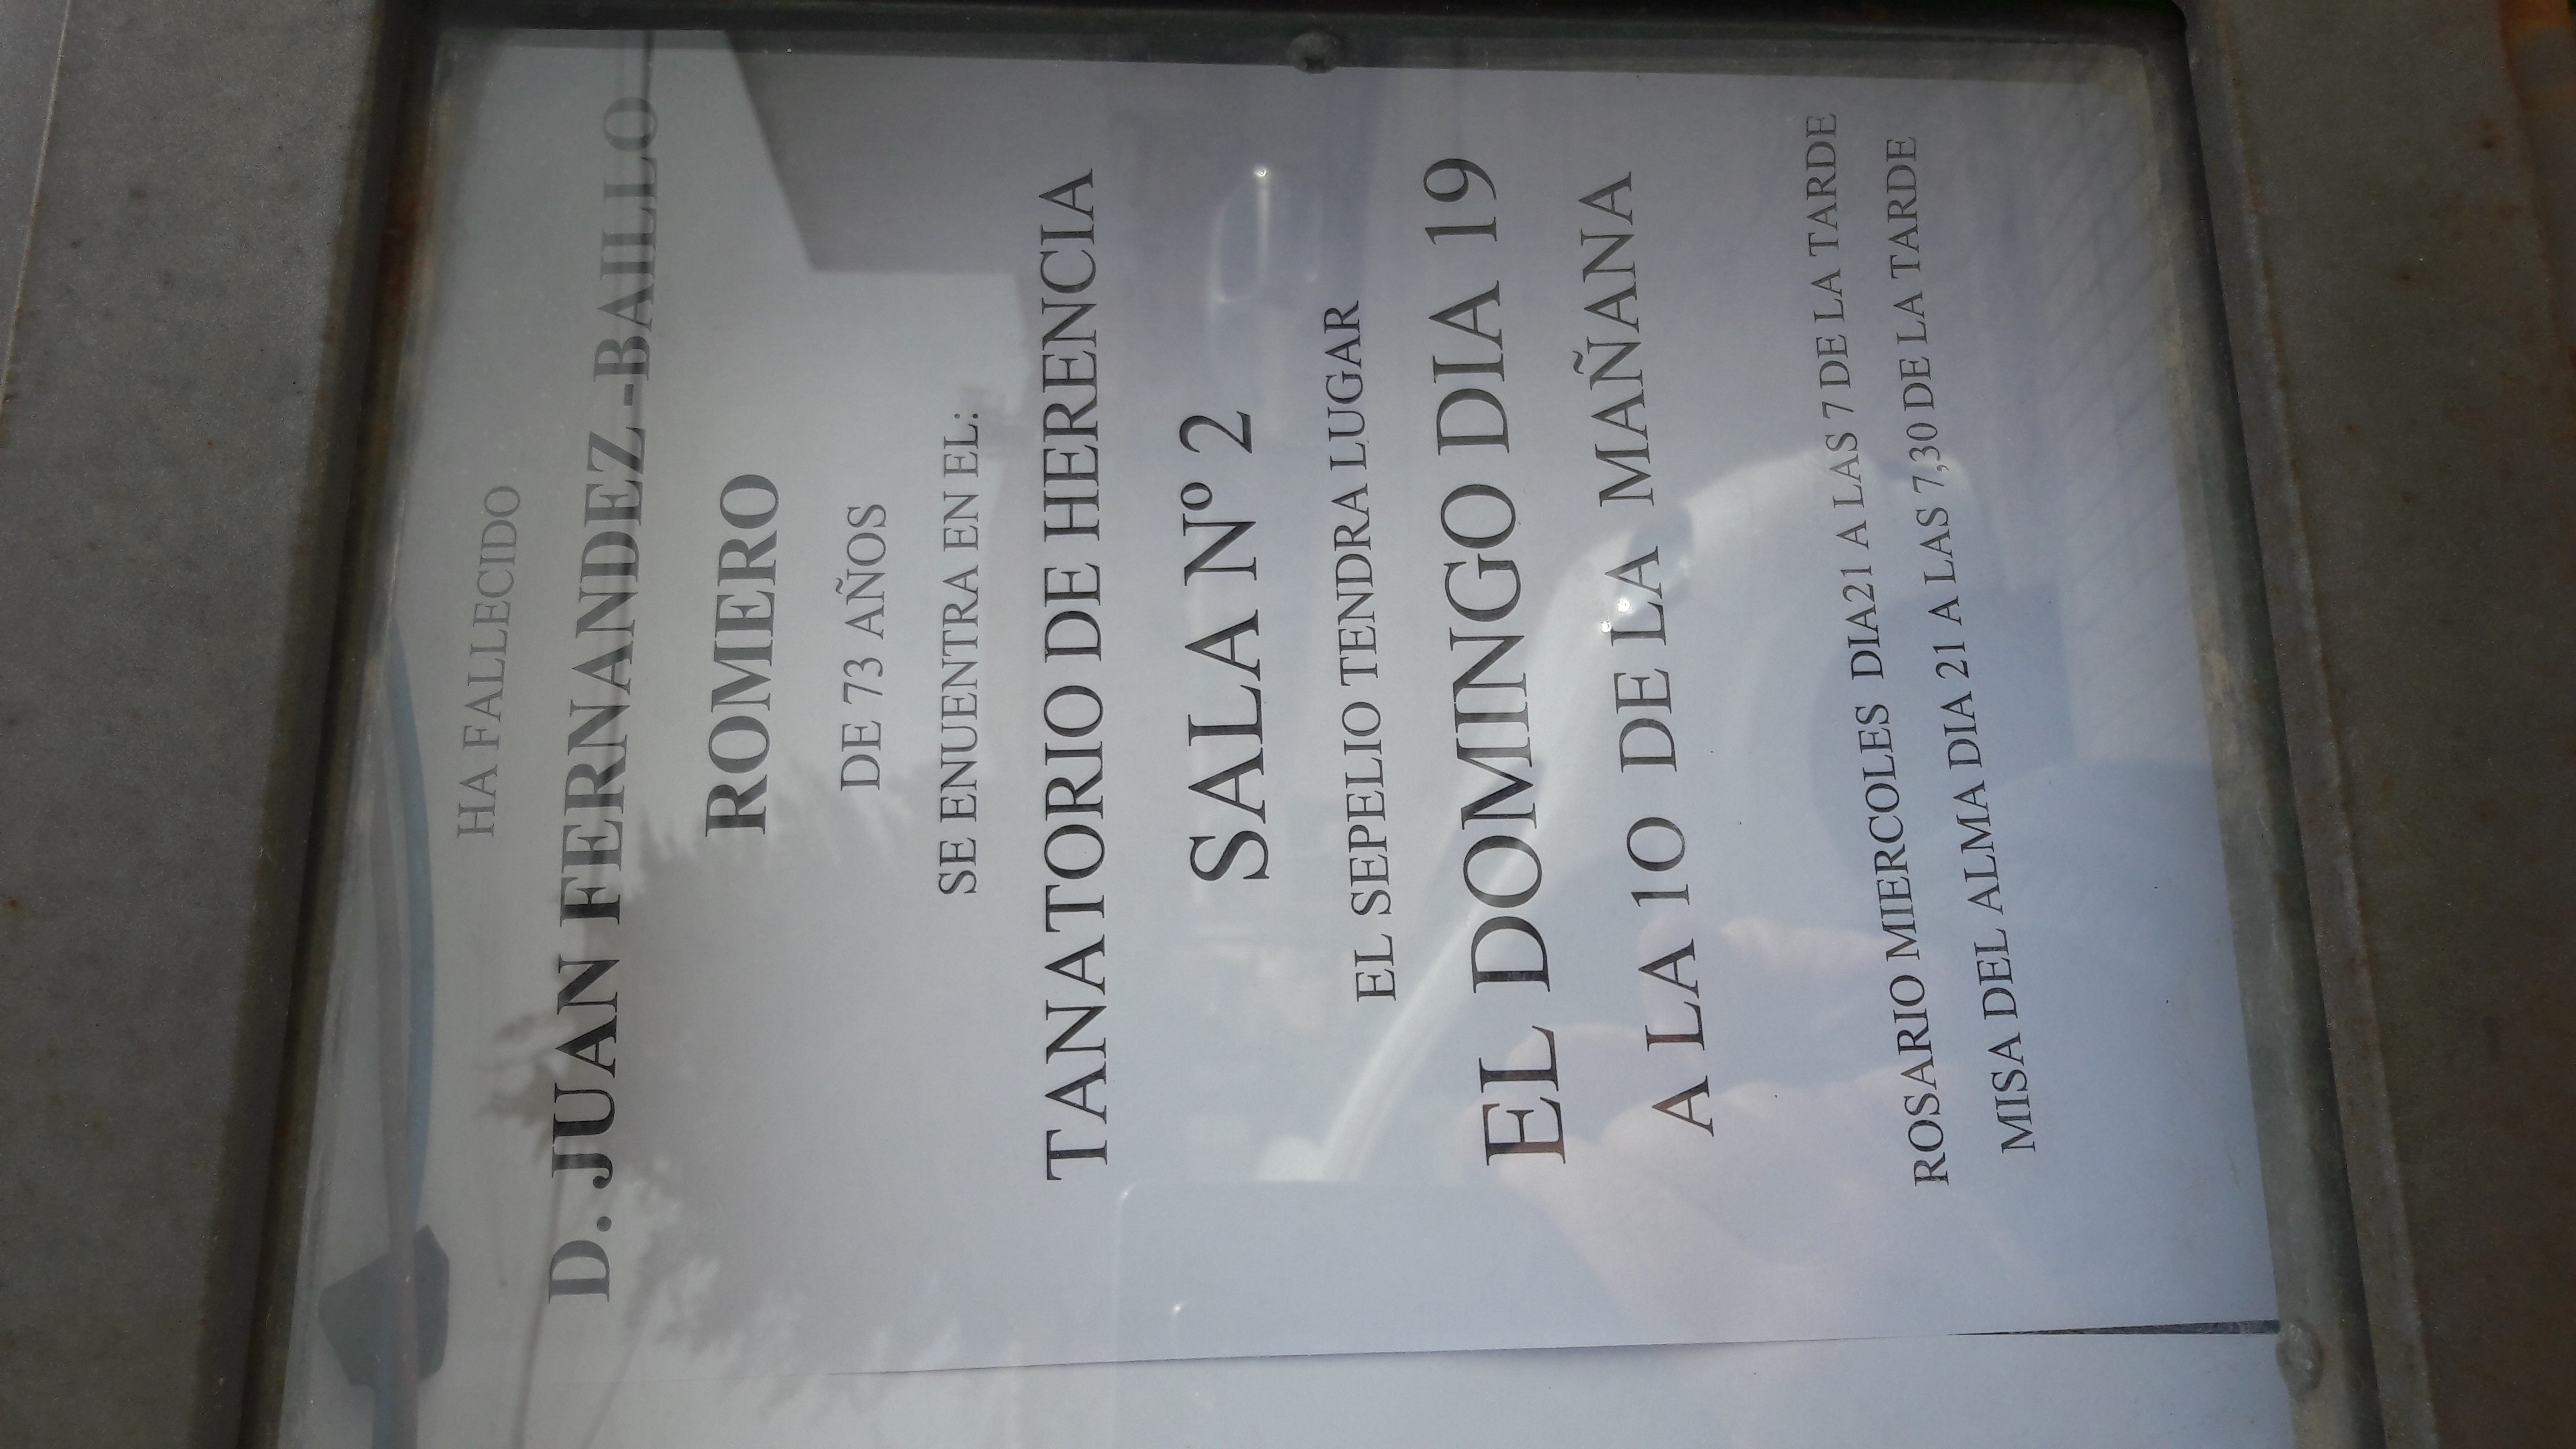 HA FALLECIDO
D. JUAN FERNANDEZ-BAILLO
ROMERO
DE 73 AÑOS
SE ENUENTRA EN EL:
TANATORIO DE HERENCIA
SALA Nº 2
EL SEPELIO TENDRA LUGAR
EL DOMINGO DIA 19
A LA 1O DE LA MAÑANA
ROSARIO MIERCOLES DIA21 A LAS 7 DE LA TARDE
MISA DEL ALMA DIA 21 A LAS 7,30 DE LA TARDE